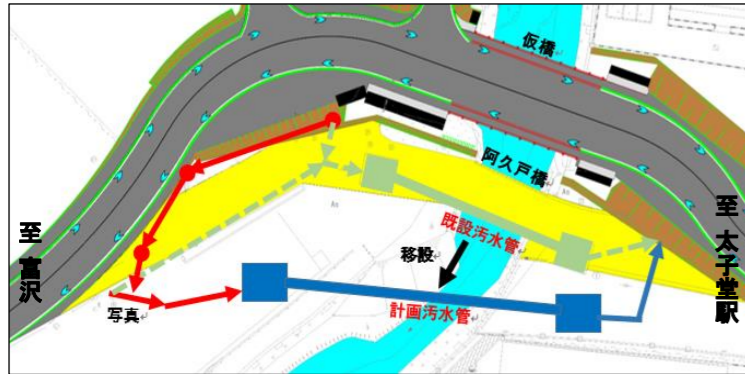 仮橋
阿久戸橋
至 富沢
至 太子堂駅
既設汚水管
移設
計画汚水管
写真